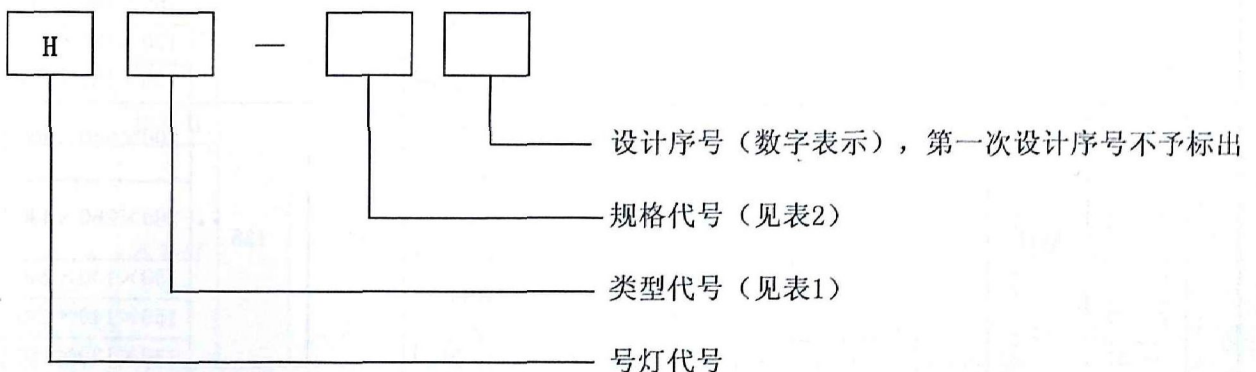 H —
设计序号（数字表示），第一次设计序号不予标出
规格代号（见表2）
类型代号（见表1）
号灯代号